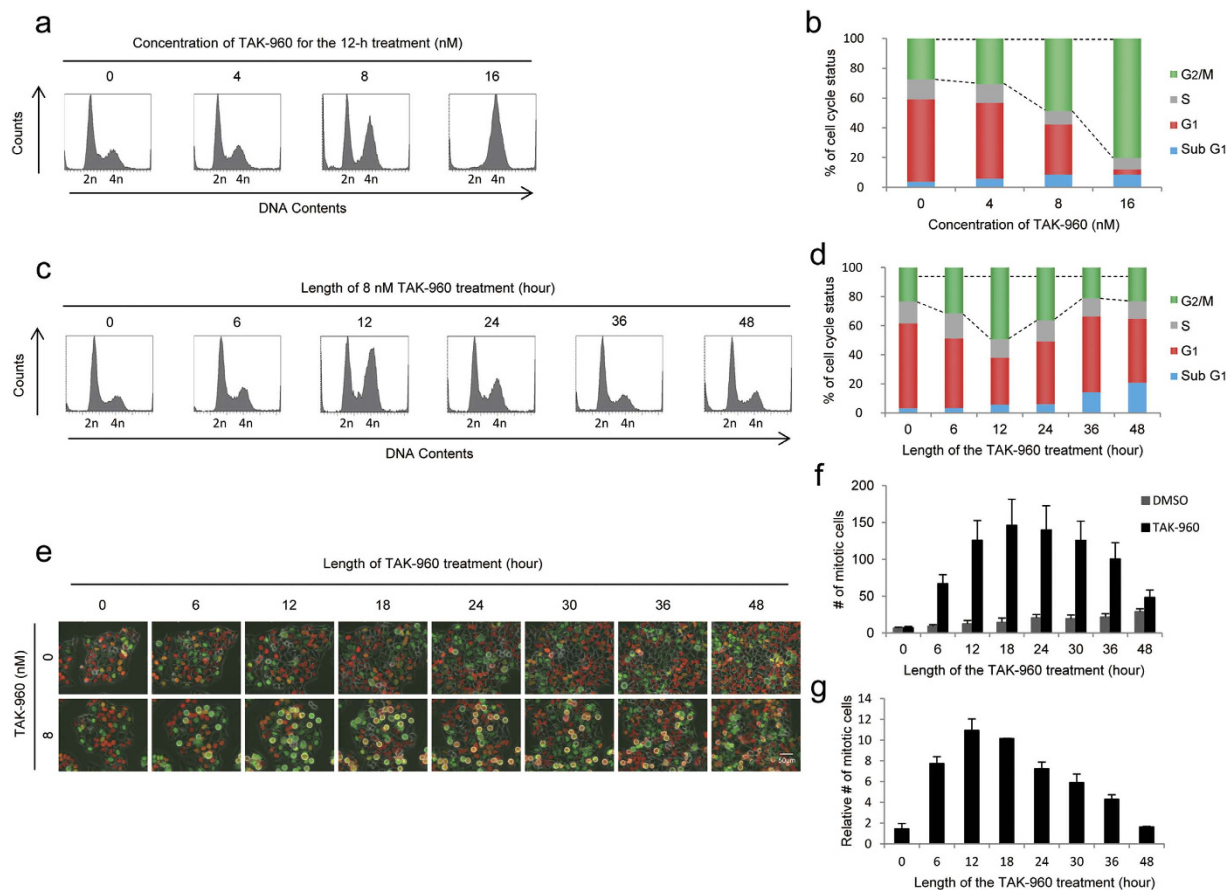 a
Concentration of TAK-960 for the 12-h treatment (nM)
0 4 8 16
Counts
2n 4n 2n 4n 2n 4n 2n 4n
DNA Contents
b
% of cell cycle status
100
80
60
40
20
0
0 4 8 16
Concentration of TAK-960 (nM)
G2/M
S
G1
Sub G1
c
Length of 8 nM TAK-960 treatment (hour)
0 6 12 24 36 48
Counts
2n 4n 2n 4n 2n 4n 2n 4n 2n 4n 2n 4n
DNA Contents
d
% of cell cycle status
100
80
60
40
20
0
0 6 12 24 36 48
Length of the TAK-960 treatment (hour)
G2/M
S
G1
Sub G1
e
Length of TAK-960 treatment (hour)
0 6 12 18 24 30 36 48
TAK-960 (nM)
0
8
50μm
f
# of mitotic cells
200
150
100
50
0
0 6 12 18 24 30 36 48
Length of the TAK-960 treatment (hour)
DMSO
TAK-960
g
Relative # of mitotic cells
14
12
10
8
6
4
2
0
0 6 12 18 24 30 36 48
Length of the TAK-960 treatment (hour)